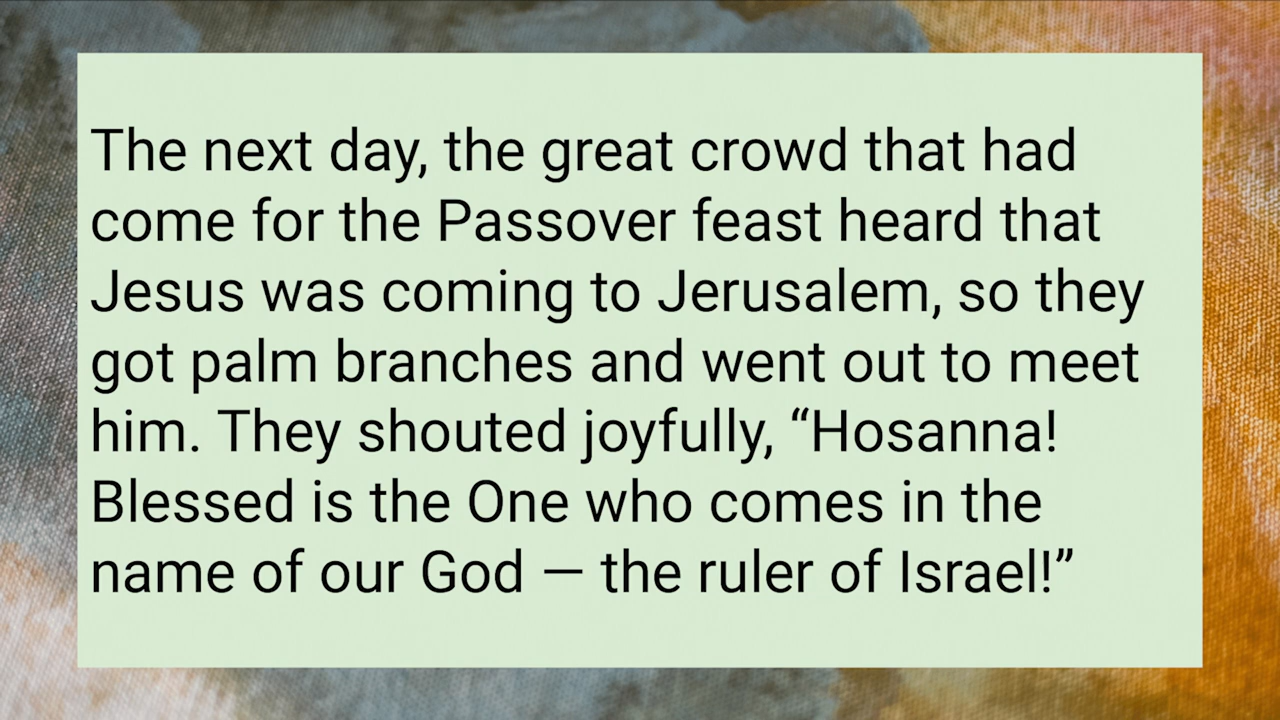 The next day, the great crowd that had
come for the Passover feast heard that
Jesus was coming to Jerusalem, so they
got palm branches and went out to meet
him. They shouted joyfully, “Hosanna!
Blessed is the One who comes in the
name of our God — the ruler of Israel!”